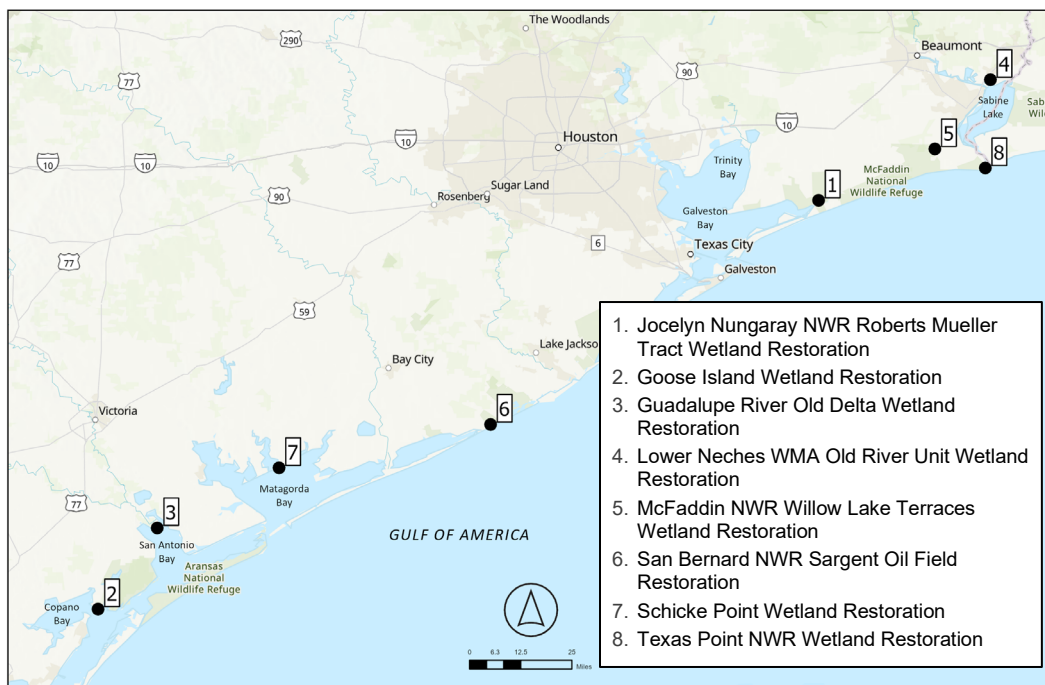 The Woodlands
290
77
Beaumont
90
4
Sabine
Lake
Sab
Wil
10
Houston
10
5
8
10
10
Trinity
Bay
McFaddin
National
Wildlife Refuge
90
Sugar Land
Rosenberg
1
Galveston
Bay
6
Texas City
77
Galveston
59
1. Jocelyn Nungaray NWR Roberts Mueller
Tract Wetland Restoration
2. Goose Island Wetland Restoration
3. Guadalupe River Old Delta Wetland
Restoration
4. Lower Neches WMA Old River Unit Wetland
Restoration
5. McFaddin NWR Willow Lake Terraces
Wetland Restoration
6. San Bernard NWR Sargent Oil Field
Restoration
7. Schicke Point Wetland Restoration
8. Texas Point NWR Wetland Restoration
Lake Jackso
Bay City
Victoria
6
7
Matagorda
Bay
77
3
San Antonio
Bay
GULF OF AMERICA
Aransas
National
Wildlife Refuge
2
Copano
Bay
0 6.3 12.5 25
Miles